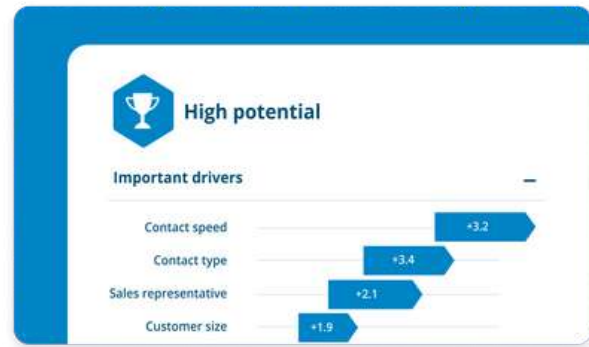 High potential
Important drivers
Contact speed +3.2
Contact type +3.4
Sales representative +2.1
Customer size +1.9